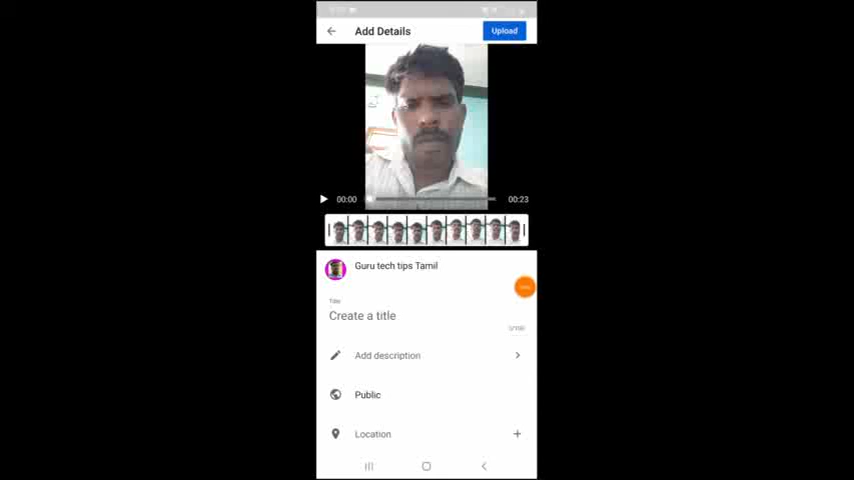 Add Details
Upload
00:00
00:23
Guru tech tips Tamil
Title
Create a title
Add description
Public
Location